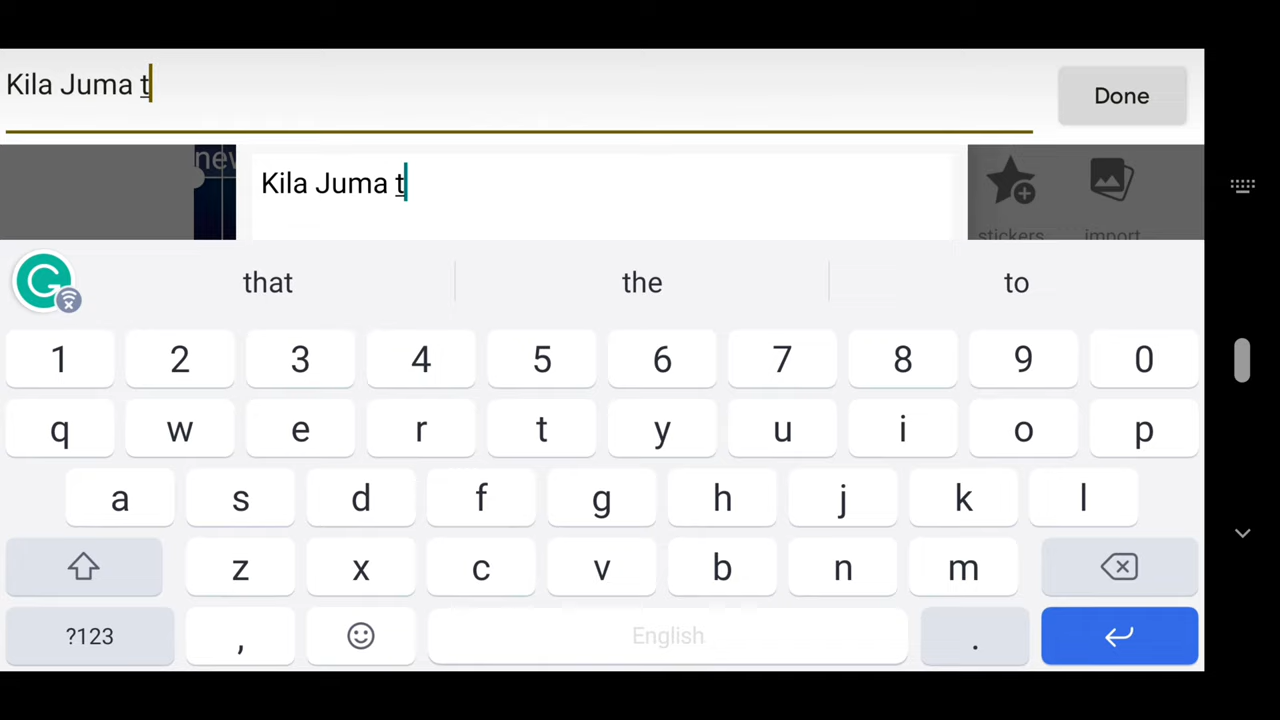 Kila Juma t
Done
new
Kila Juma t
stickers import
that the to
1 2 3 4 5 6 7 8 9 0
q w e r t y u i o p
a s d f g h j k l
z x c v b n m
?123 , English .